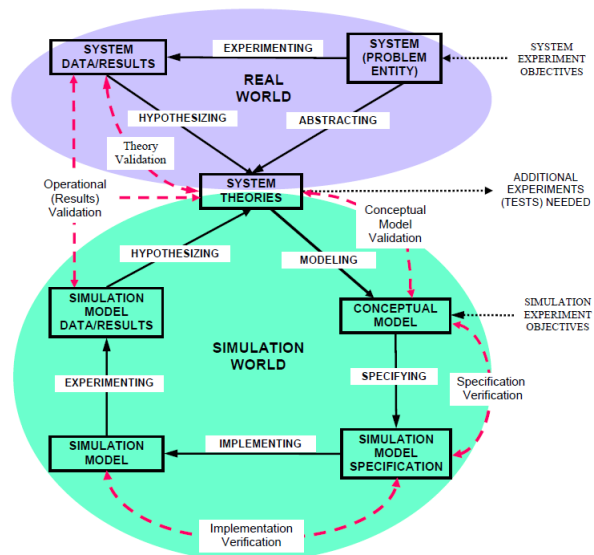 SYSTEM
DATA/RESULTS
EXPERIMENTING
SYSTEM
(PROBLEM
ENTITY)
SYSTEM
EXPERIMENT
OBJECTIVES
REAL
WORLD
HYPOTHESIZING
ABSTRACTING
Theory
Validation
Operational
(Results)
Validation
SYSTEM
THEORIES
ADDITIONAL
EXPERIMENTS
(TESTS) NEEDED
Conceptual
Model
Validation
HYPOTHESIZING
MODELING
SIMULATION
MODEL
DATA/RESULTS
CONCEPTUAL
MODEL
SIMULATION
EXPERIMENT
OBJECTIVES
SIMULATION
WORLD
EXPERIMENTING
SPECIFYING
Specification
Verification
SIMULATION
MODEL
IMPLEMENTING
SIMULATION
MODEL
SPECIFICATION
Implementation
Verification